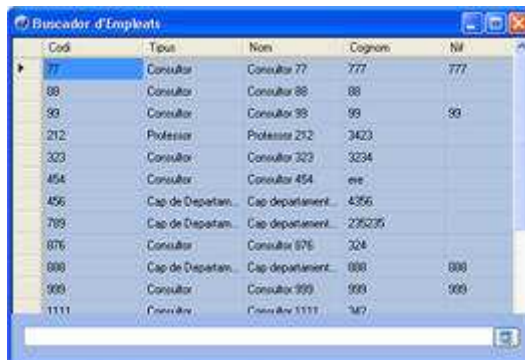 Buscador d'Empleats
Codi Tipus Nom Cognom Nif
77 Consultor Consultor 77 777 777
88 Consultor Consultor 88 88
99 Consultor Consultor 99 99 99
212 Professor Professor 212 3423
323 Consultor Consultor 323 3234
454 Consultor Consultor 454 eve
456 Cap de Departam... Cap departament... 4356
789 Cap de Departam... Cap departament... 235235
876 Consultor Consultor 876 324
888 Cap de Departam... Cap departament... 888 888
999 Consultor Consultor 999 999 999
1111 Consultor Consultor 1111 342